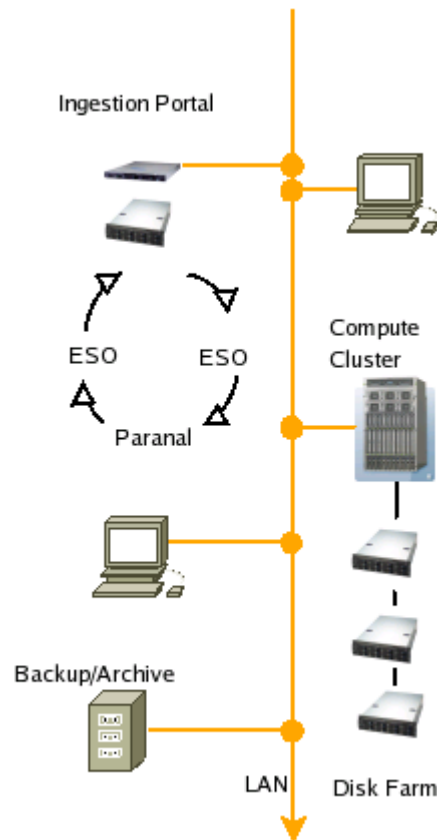 Ingestion Portal
Compute
Cluster
ESO
ESO
Paranal
Backup/Archive
LAN
Disk Farm